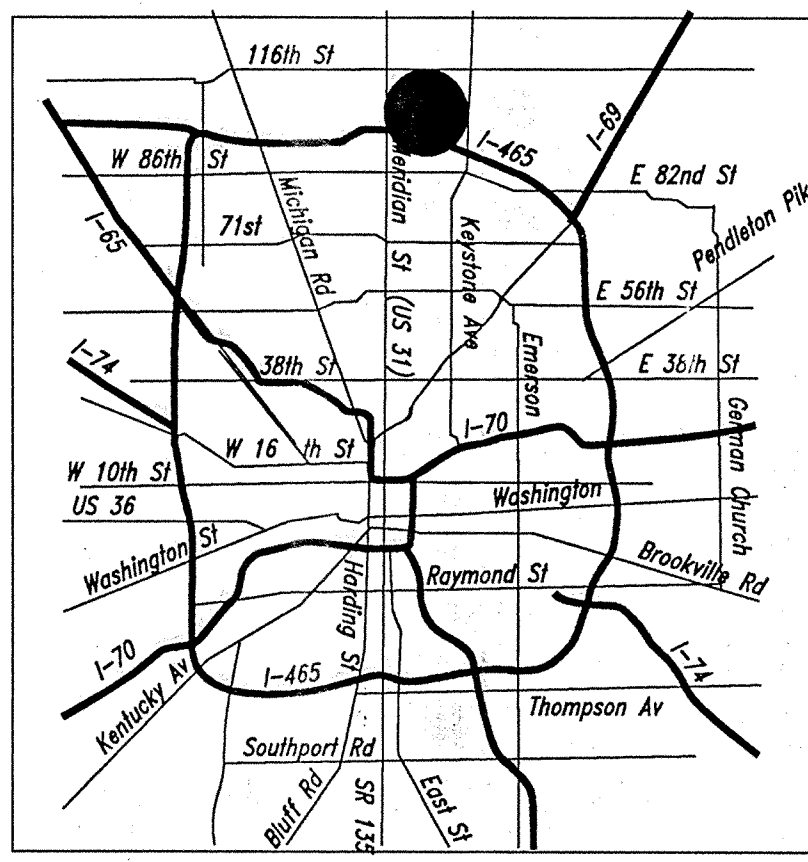 116th St
I-69
I-465
W 86th St
E 82nd St
Meridian St (US 31)
Michigan Rd
71st
Keystone Ave
Pendleton Pik
I-65
E 56th St
I-74
38th St
Emerson
E 38th St
German Church
I-70
W 16th St
W 10th St
US 36
Washington
Washington St
Brookville Rd
Harding St
Raymond St
I-70
Kentucky Av
I-465
I-74
Thompson Av
Southport Rd
Bluff Rd
SR 135
East St